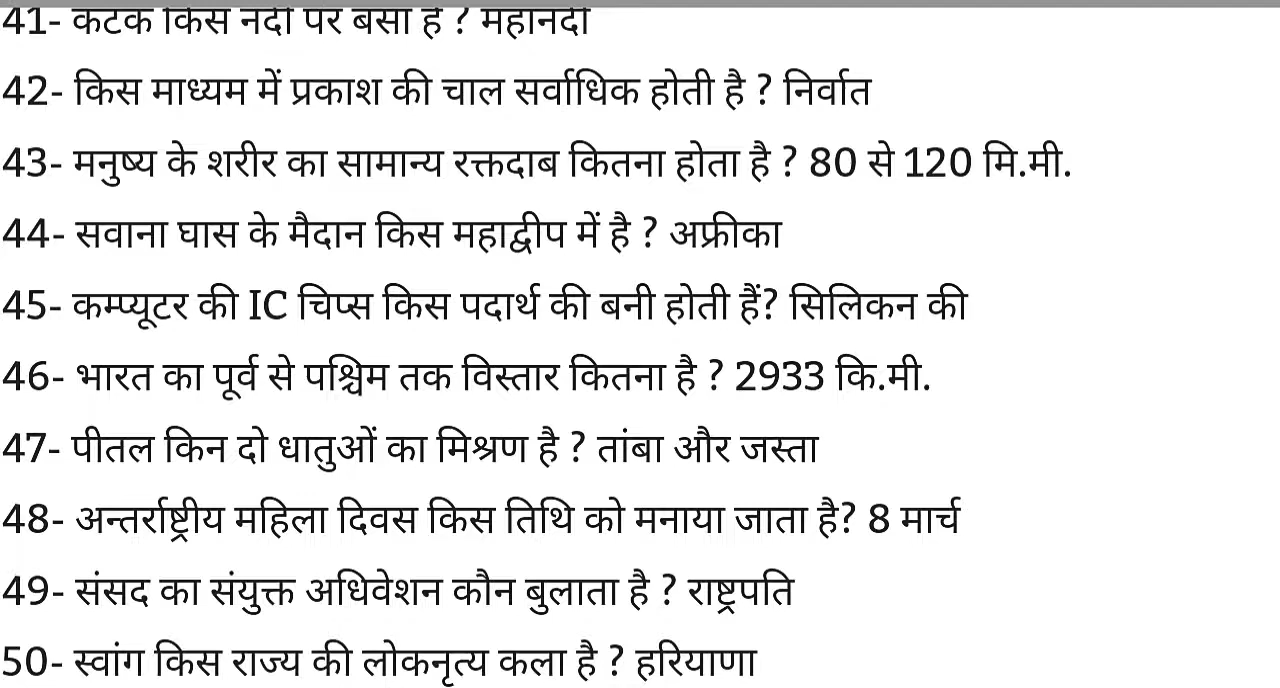 41- कटक किस नदी पर बसा है ? महानदी
42- किस माध्यम में प्रकाश की चाल सर्वाधिक होती है ? निर्वात
43- मनुष्य के शरीर का सामान्य रक्तदाब कितना होता है ? 80 से 120 मि.मी.
44- सवाना घास के मैदान किस महाद्वीप में है ? अफ्रीका
45- कम्प्यूटर की IC चिप्स किस पदार्थ की बनी होती हैं? सिलिकन की
46- भारत का पूर्व से पश्चिम तक विस्तार कितना है ? 2933 कि.मी.
47- पीतल किन दो धातुओं का मिश्रण है ? तांबा और जस्ता
48- अन्तर्राष्ट्रीय महिला दिवस किस तिथि को मनाया जाता है? 8 मार्च
49- संसद का संयुक्त अधिवेशन कौन बुलाता है ? राष्ट्रपति
50- स्वांग किस राज्य की लोकनृत्य कला है ? हरियाणा